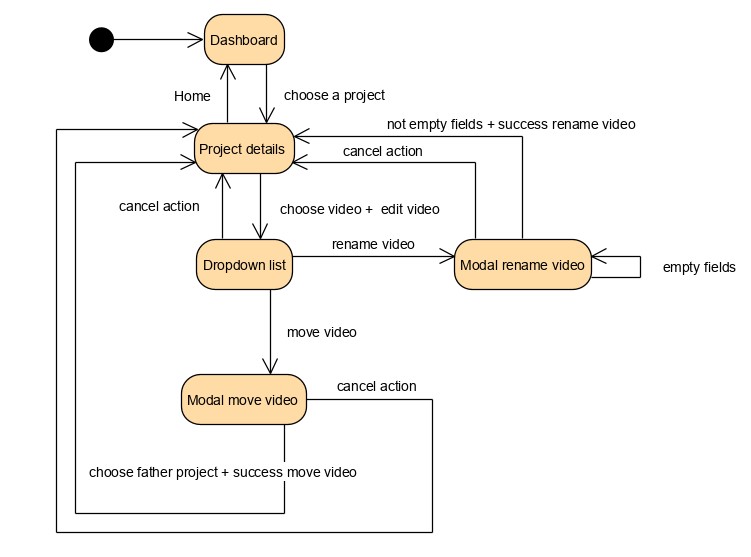 Dashboard
Home
choose a project
not empty fields + success rename video
Project details
cancel action
cancel action
choose video + edit video
rename video
Dropdown list
Modal rename video
empty fields
move video
cancel action
Modal move video
choose father project + success move video